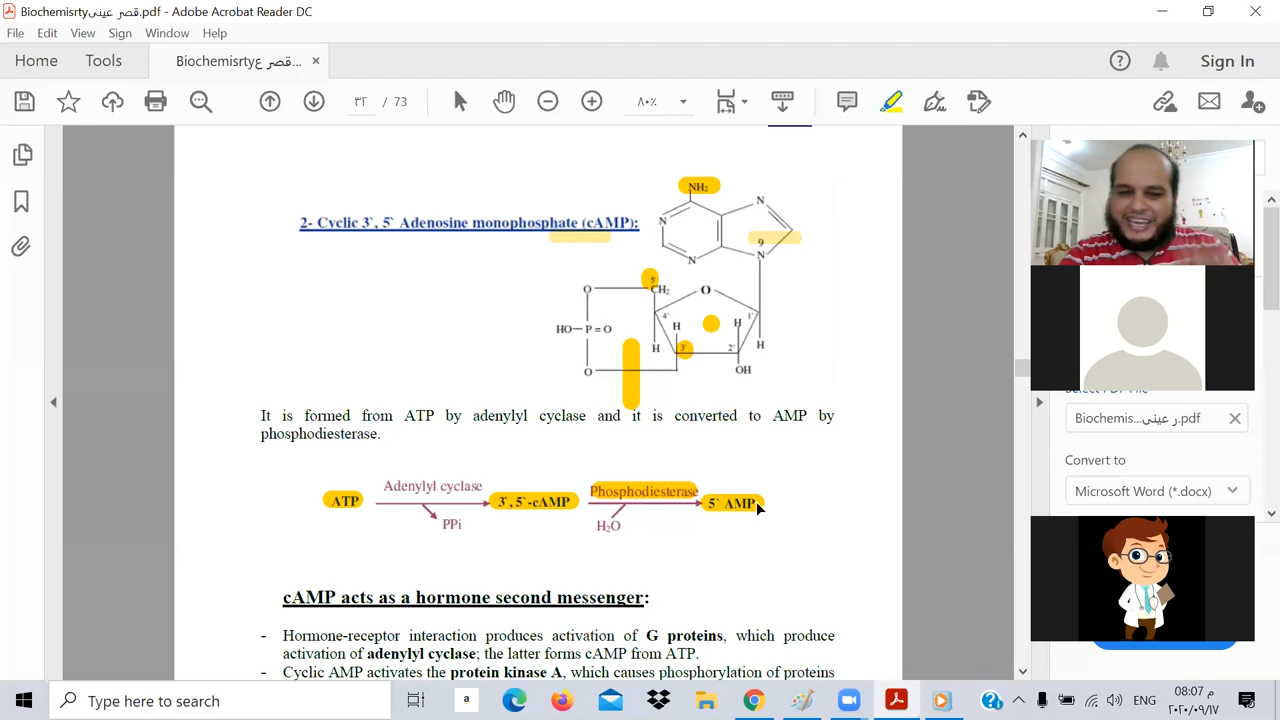 Biochemisrtyقصر عينى.pdf - Adobe Acrobat Reader DC
File Edit View Sign Window Help
Home Tools Biochemisrtyقصر ع... × Sign In
٣٢ / 73 ٨٠٪
2- Cyclic 3`, 5` Adenosine monophosphate (cAMP):
NH₂
N N
9
N N
5`
O CH₂ O
4` H H 1`
HO—P=O
H 3` 2` H
O OH
It is formed from ATP by adenylyl cyclase and it is converted to AMP by
phosphodiesterase.
Adenylyl cyclase Phosphodiesterase
ATP 3`, 5`-cAMP 5` AMP
PPi H₂O
cAMP acts as a hormone second messenger:
- Hormone-receptor interaction produces activation of G proteins, which produce
activation of adenylyl cyclase; the latter forms cAMP from ATP.
- Cyclic AMP activates the protein kinase A, which causes phosphorylation of proteins
Biochemis...ر عينى.pdf
Convert to
Microsoft Word (*.docx)
Type here to search
a
ENG
08:07 م
٢٠٢٠/٠٩/١٧